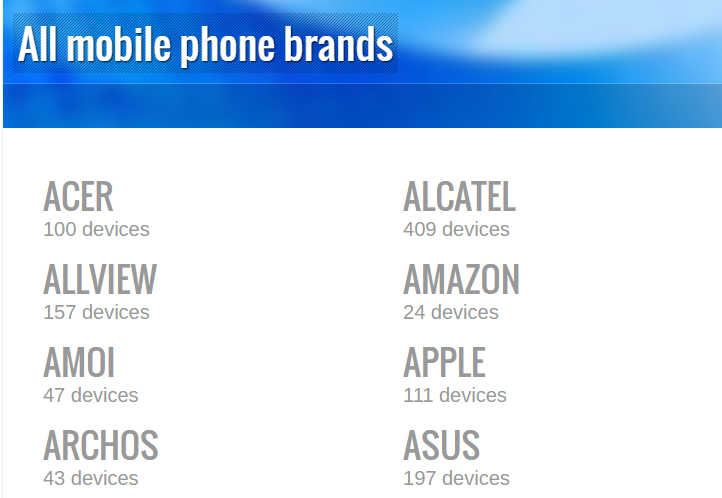 All mobile phone brands
ACER
100 devices
ALCATEL
409 devices
ALLVIEW
157 devices
AMAZON
24 devices
AMOI
47 devices
APPLE
111 devices
ARCHOS
43 devices
ASUS
197 devices